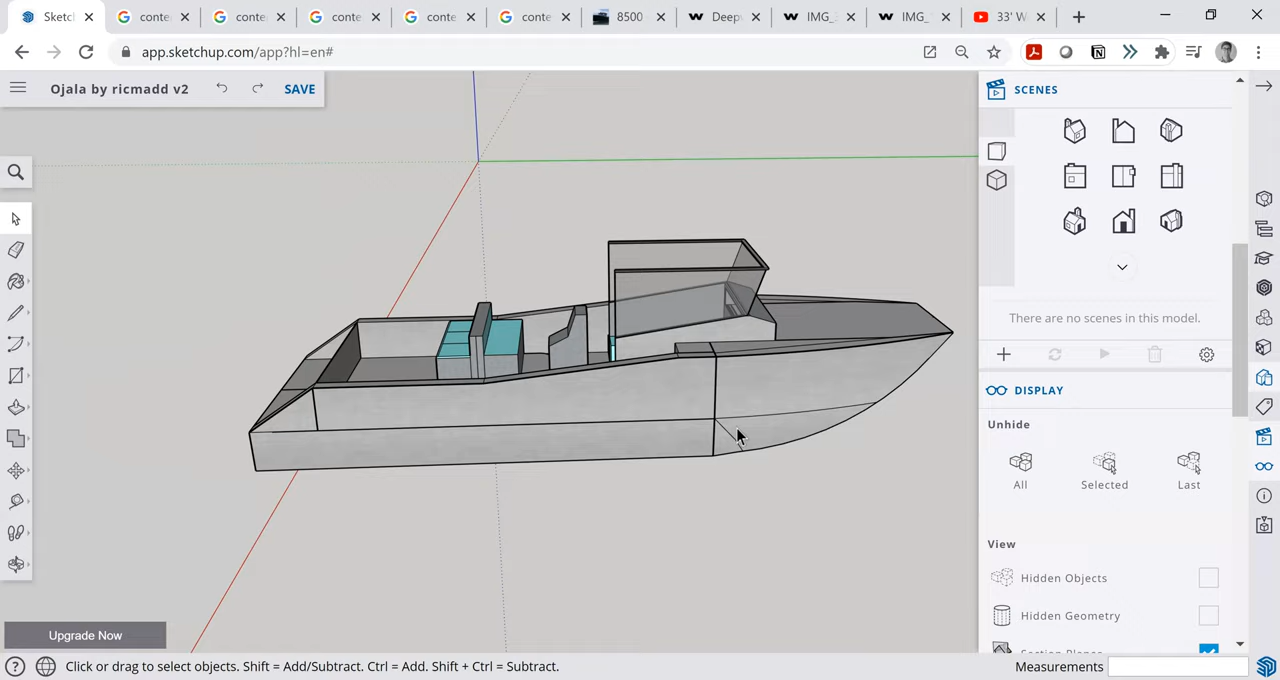 Sketch
conte
conte
conte
conte
conte
8500
Deep
IMG_
IMG_
33' W
app.sketchup.com/app?hl=en#
Ojala by ricmadd v2
SAVE
SCENES
There are no scenes in this model.
DISPLAY
Unhide
All Selected Last
View
Hidden Objects
Hidden Geometry
Upgrade Now
Click or drag to select objects. Shift = Add/Subtract. Ctrl = Add. Shift + Ctrl = Subtract.
Measurements